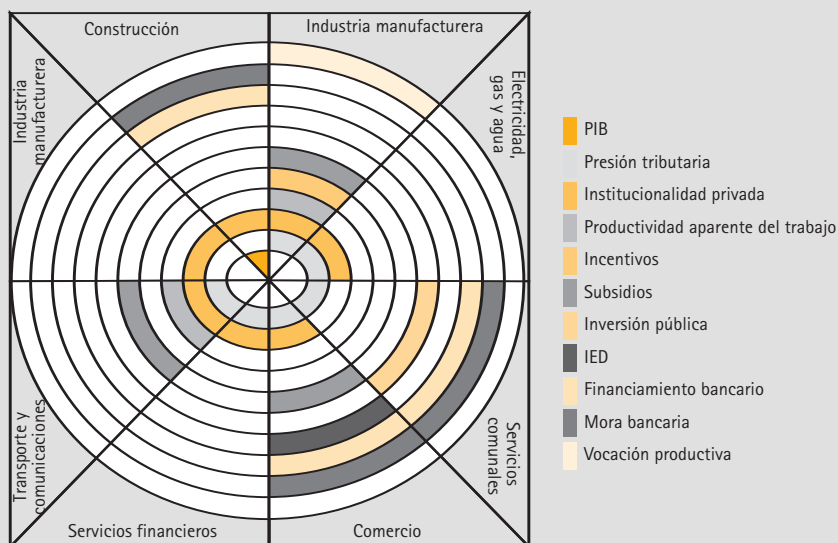 Construcción
Industria manufacturera
Industria
manufacturera
Electricidad,
gas y agua
Transporte y
comunicaciones
Servicios
comunales
Servicios financieros
Comercio
PIB
Presión tributaria
Institucionalidad privada
Productividad aparente del trabajo
Incentivos
Subsidios
Inversión pública
IED
Financiamiento bancario
Mora bancaria
Vocación productiva